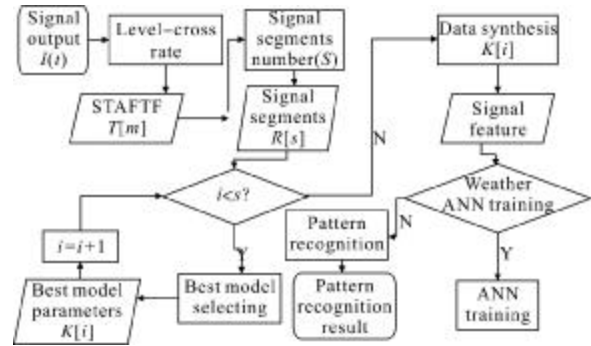 Signal
output
I(t)
Level-cross
rate
Signal
segments
number(S)
Data synthesis
K[i]
STAFTF
T[m]
Signal
segments
R[s]
N
Signal
feature
i<s?
Weather
ANN training
N
Pattern
recognition
i=i+1
Y
Y
Best model
parameters
K[i]
Best model
selecting
Pattern
recognition
result
ANN
training